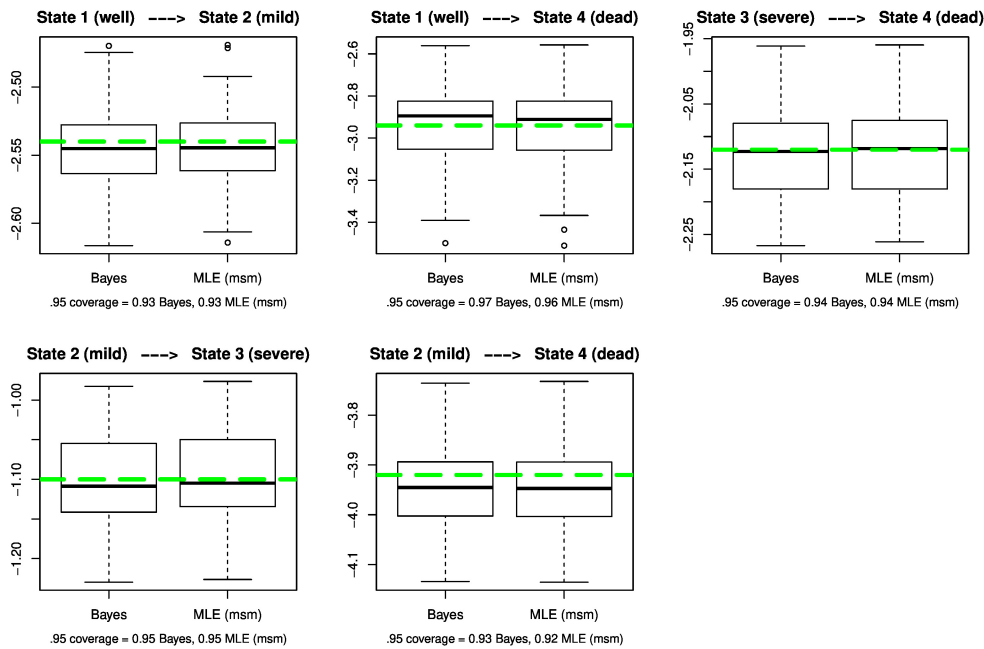 State 1 (well) ---> State 2 (mild)
−2.50
−2.55
−2.60
Bayes MLE (msm)
.95 coverage = 0.93 Bayes, 0.93 MLE (msm)
State 1 (well) ---> State 4 (dead)
−2.6
−2.8
−3.0
−3.2
−3.4
Bayes MLE (msm)
.95 coverage = 0.97 Bayes, 0.96 MLE (msm)
State 3 (severe) ---> State 4 (dead)
−1.95
−2.05
−2.15
−2.25
Bayes MLE (msm)
.95 coverage = 0.94 Bayes, 0.94 MLE (msm)
State 2 (mild) ---> State 3 (severe)
−1.00
−1.10
−1.20
Bayes MLE (msm)
.95 coverage = 0.95 Bayes, 0.95 MLE (msm)
State 2 (mild) ---> State 4 (dead)
−3.8
−3.9
−4.0
−4.1
Bayes MLE (msm)
.95 coverage = 0.93 Bayes, 0.92 MLE (msm)